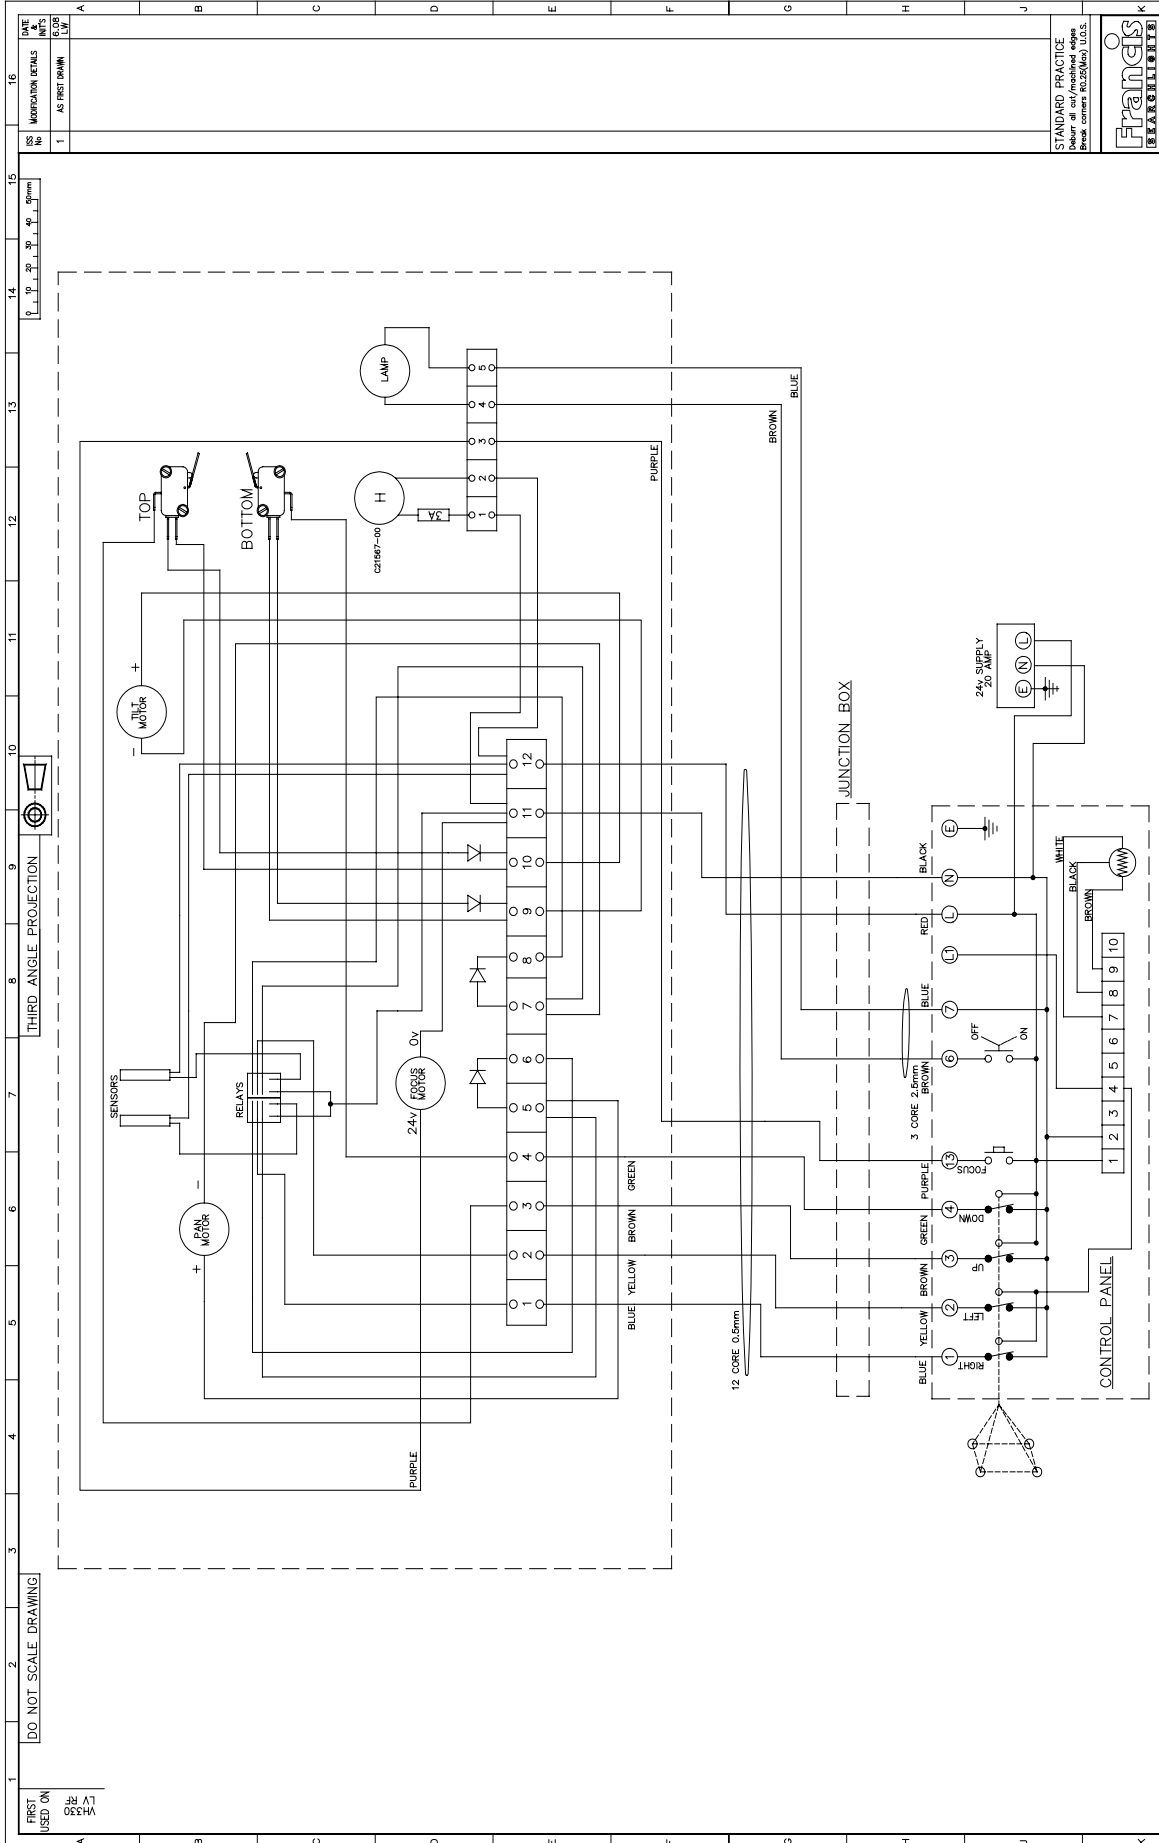 FIRST
USED ON
VH330
LV RF
DO NOT SCALE DRAWING
THIRD ANGLE PROJECTION
0 10 20 30 40 50mm
1 2 3 4 5 6 7 8 9 10 11 12 13 14 15 16
A
B
C
D
E
F
G
H
J
K
A
B
C
D
E
F
G
H
J
K
ISS
No
MODIFICATION DETAILS
DATE
&
INIT'S
1
AS FIRST DRAWN
6.08
LW
STANDARD PRACTICE
Deburr all cut/machined edges
Break corners R0.25(Max) U.O.S.
Francis
SEARCHLIGHTS
SENSORS
RELAYS
PAN
MOTOR
+
-
TILT
MOTOR
-
+
TOP
BOTTOM
24v
FOCUS
MOTOR
0v
PURPLE
C21567-00
H
3A
LAMP
1 2 3 4 5
1 2 3 4 5 6 7 8 9 10 11 12
BLUE
YELLOW
BROWN
GREEN
PURPLE
BROWN
BLUE
12 CORE 0.5mm
JUNCTION BOX
3 CORE 2.5mm
BLUE
YELLOW
BROWN
GREEN
PURPLE
BROWN
BLUE
RED
BLACK
1 2 3 4 13 6 7 L1 L N E
RIGHT
LEFT
UP
DOWN
FOCUS
OFF
ON
24v SUPPLY
20 AMP
E N L
CONTROL PANEL
1 2 3 4 5 6 7 8 9 10
BROWN
BLACK
WHITE